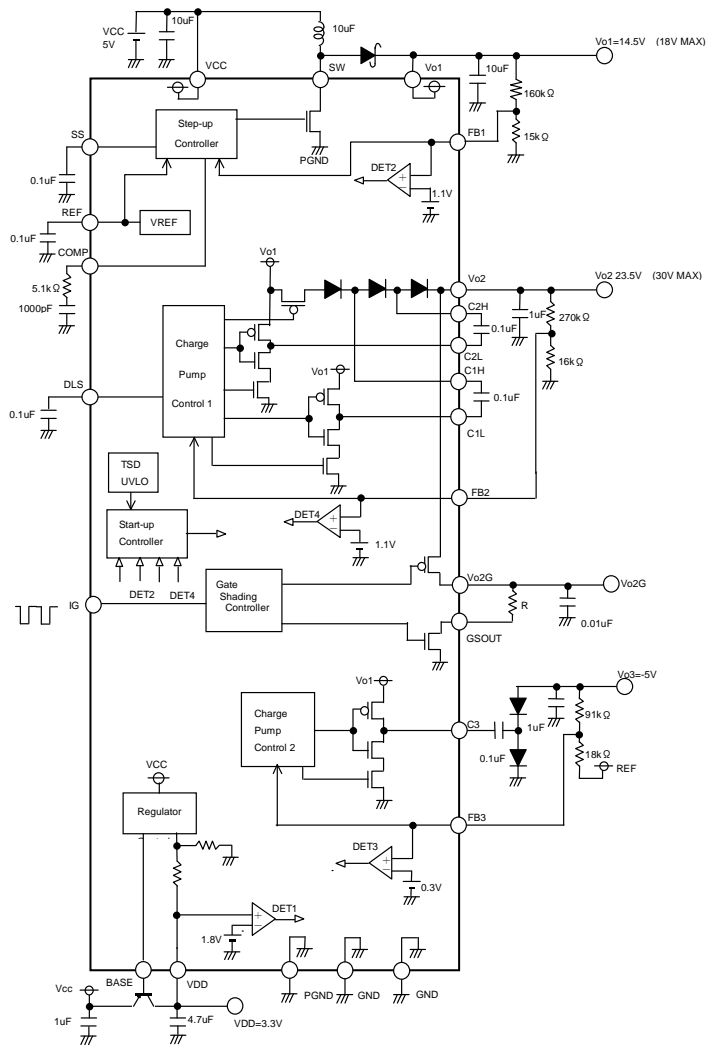 10uF
10uF
VCC
5V
Vo1=14.5V (18V MAX)
VCC
SW
Vo1
10uF
160kΩ
Step-up
Controller
SS
PGND
FB1
15kΩ
DET2
0.1uF
1.1V
REF
VREF
0.1uF
COMP
Vo1
5.1kΩ
Vo2
Vo2 23.5V (30V MAX)
1000pF
C2H
1uF
270kΩ
0.1uF
Charge
Pump
Control 1
C2L
Vo1
C1H
16kΩ
DLS
0.1uF
0.1uF
C1L
TSD
UVLO
FB2
DET4
Start-up
Controller
1.1V
DET2
DET4
Gate
Shading
Controller
Vo2G
Vo2G
IG
R
GSOUT
0.01uF
Vo1
Vo3=-5V
Charge
Pump
Control 2
C3
1uF
91kΩ
0.1uF
18kΩ
REF
VCC
Regulator
FB3
DET3
0.3V
DET1
1.8V
BASE
VDD
PGND
GND
GND
Vcc
1uF
4.7uF
VDD=3.3V